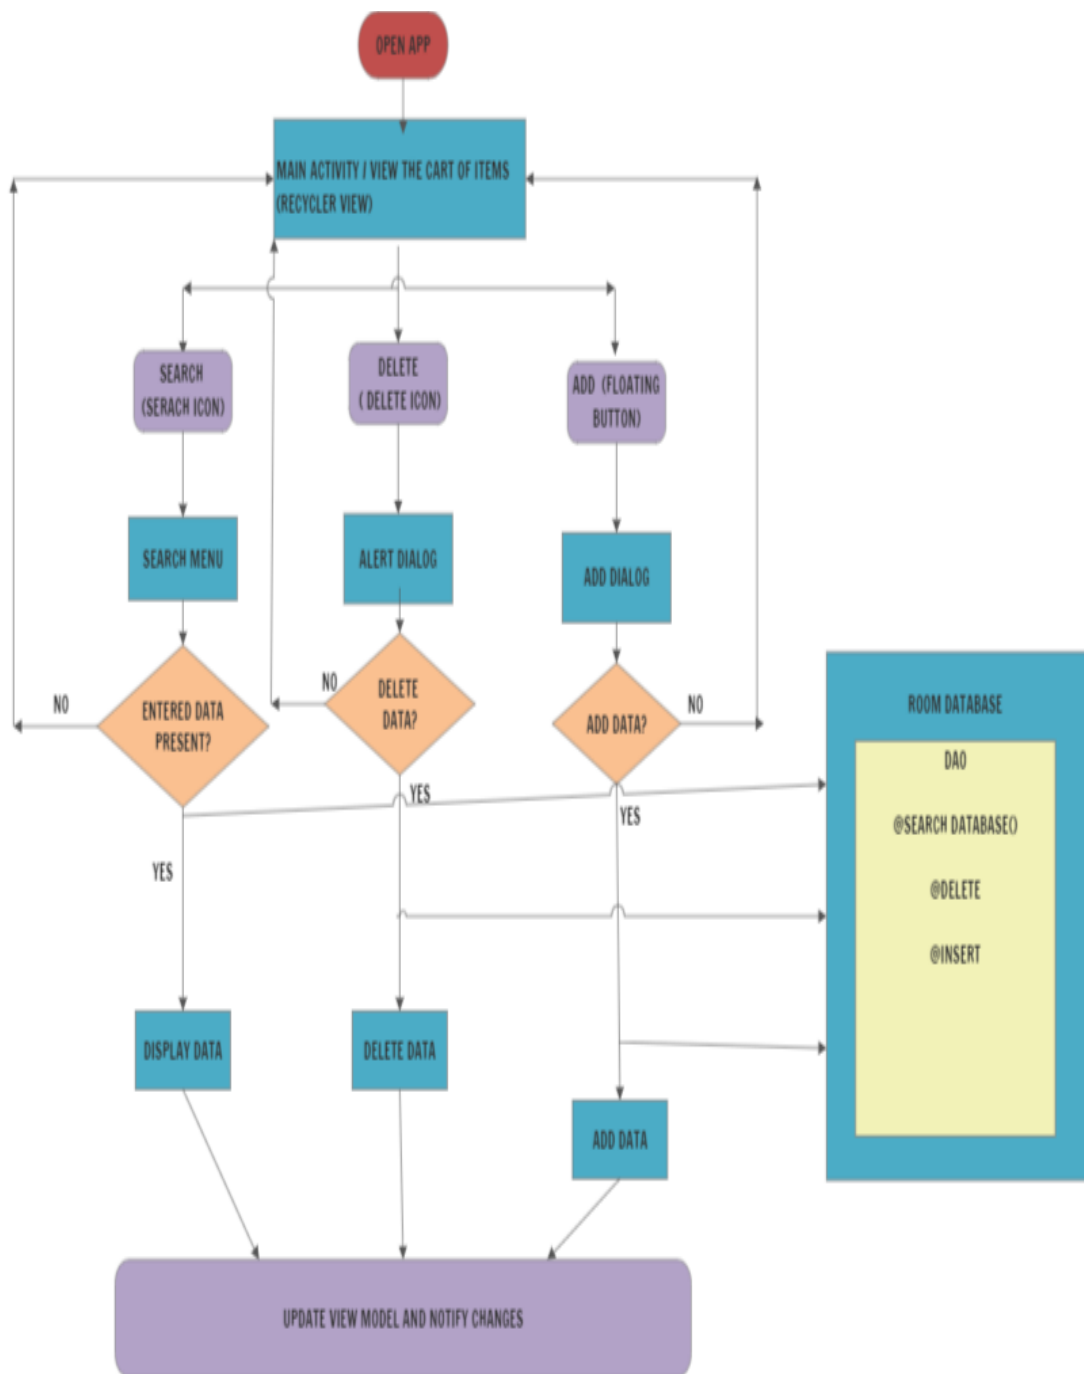 OPEN APP
MAIN ACTIVITY / VIEW THE CART OF ITEMS
(RECYCLER VIEW)
SEARCH
(SERACH ICON)
DELETE
( DELETE ICON)
ADD (FLOATING
BUTTON)
SEARCH MENU
ALERT DIALOG
ADD DIALOG
NO
ENTERED DATA
PRESENT?
NO
DELETE
DATA?
ADD DATA?
NO
YES
YES
YES
ROOM DATABASE
DAO
@SEARCH DATABASE()
@DELETE
@INSERT
DISPLAY DATA
DELETE DATA
ADD DATA
UPDATE VIEW MODEL AND NOTIFY CHANGES